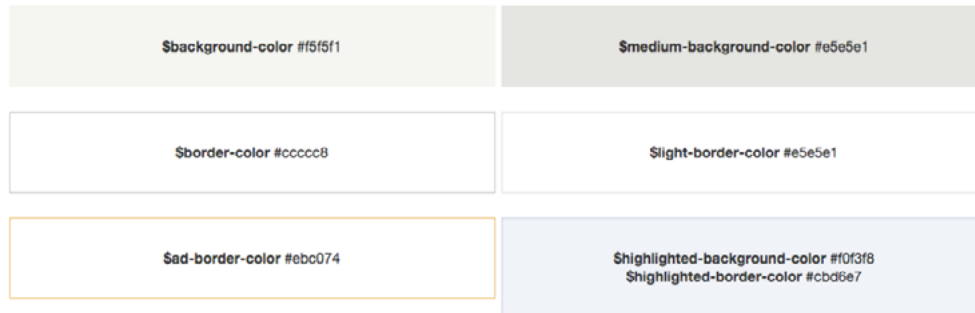 $background-color #f5f5f1
$medium-background-color #e5e5e1
$border-color #ccccc8
$light-border-color #e5e5e1
$ad-border-color #ebc074
$highlighted-background-color #f0f3f8
$highlighted-border-color #cbd6e7